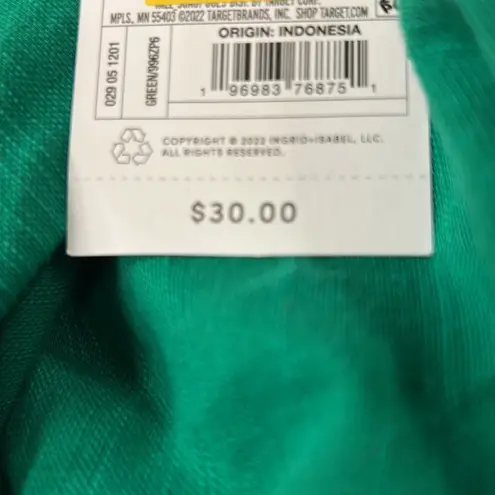 MPLS, MN 55403 ©2022 TARGETBRANDS, INC. SHOP TARGET.COM
ORIGIN: INDONESIA
029 05 1201
GREEN/996ZP6
1 96983 76875 1
COPYRIGHT © 2022 INGRID+ISABEL, LLC.
ALL RIGHTS RESERVED.
$30.00